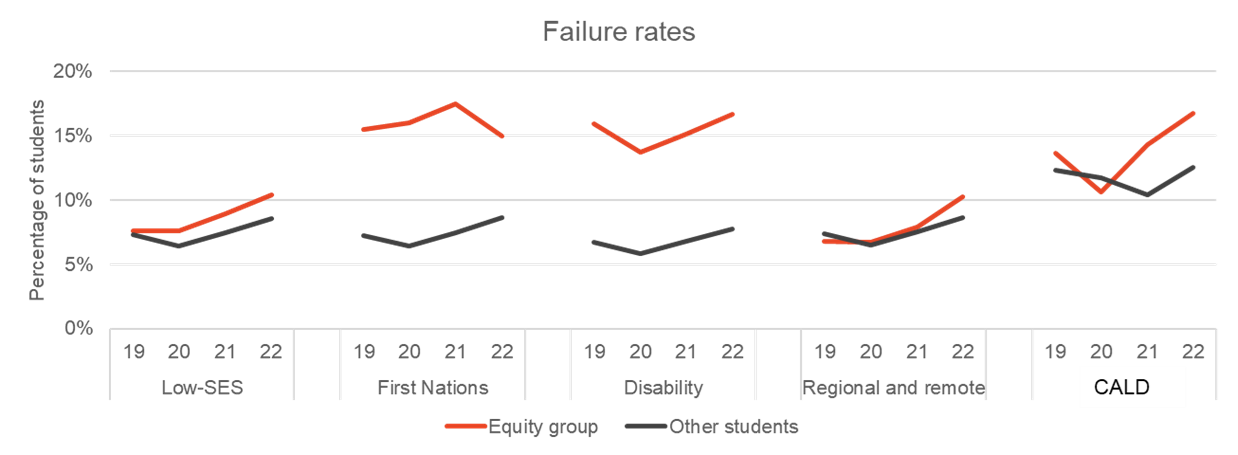 Failure rates
Percentage of students
20%
15%
10%
5%
0%
19 20 21 22 19 20 21 22 19 20 21 22 19 20 21 22 19 20 21 22
Low-SES First Nations Disability Regional and remote CALD
Equity group Other students